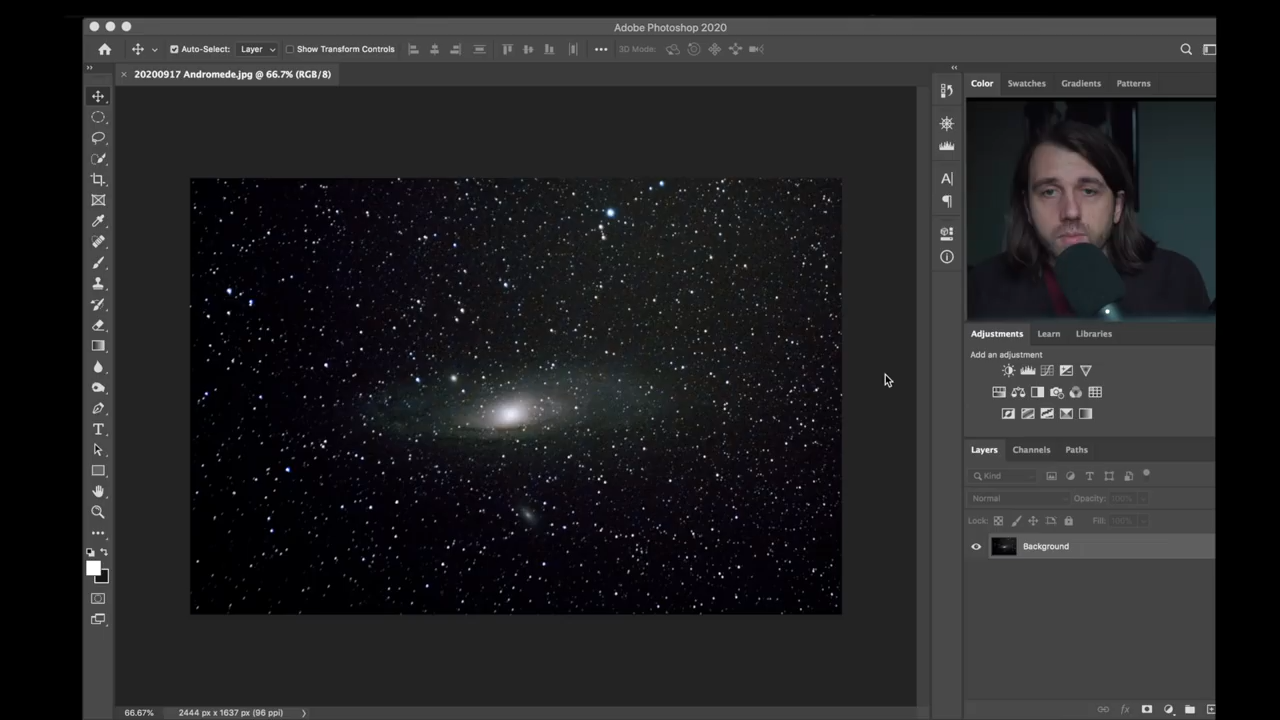 Adobe Photoshop 2020
Auto-Select: Layer Show Transform Controls 3D Mode:
20200917 Andromede.jpg @ 66.7% (RGB/8)
Color Swatches Gradients Patterns
Adjustments Learn Libraries
Add an adjustment
Layers Channels Paths
Kind
Normal Opacity: 100%
Lock: Fill: 100%
Background
66.67% 2444 px x 1637 px (96 ppi)